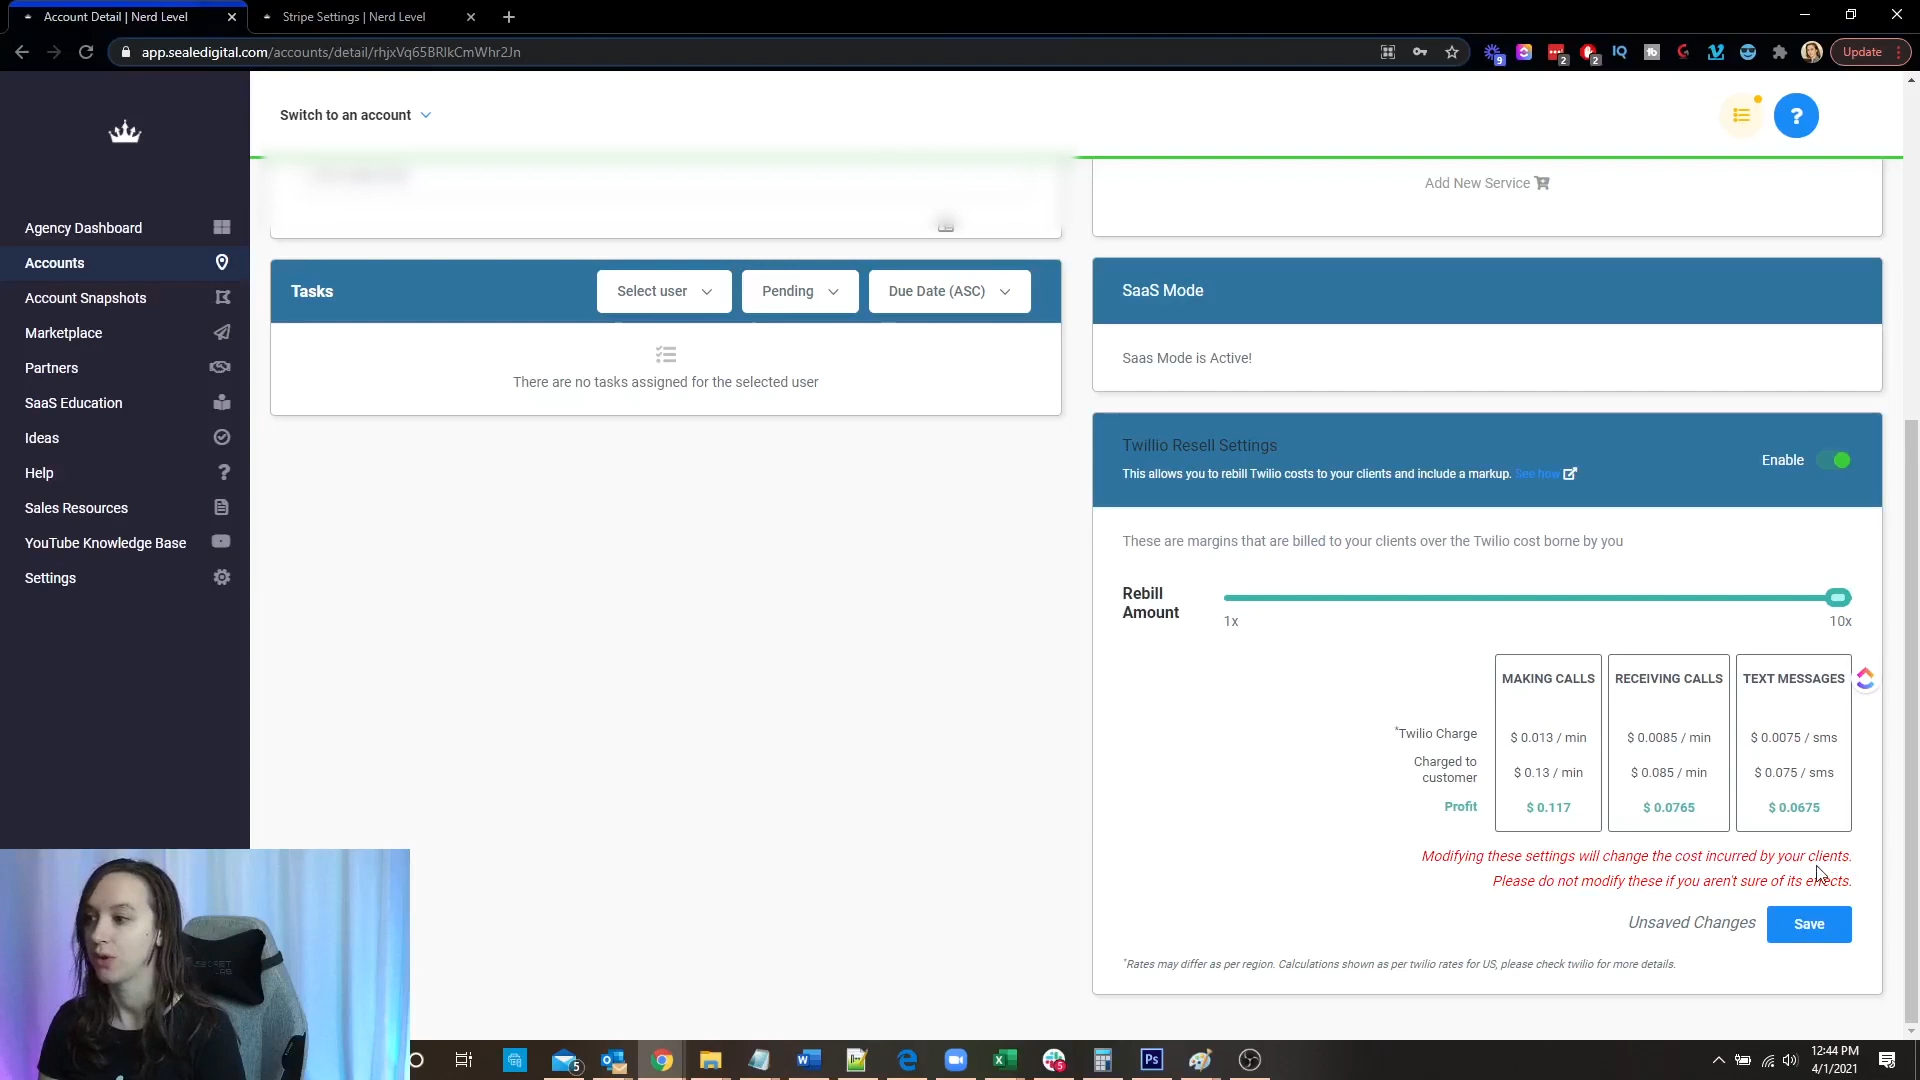 Account Detail | Nerd Level
Stripe Settings | Nerd Level
app.sealedigital.com/accounts/detail/rhjxVq65BRlkCmWhr2Jn
9
2
2
IQ
Update
Switch to an account
?
Agency Dashboard
Accounts
Account Snapshots
Marketplace
Partners
SaaS Education
Ideas
Help
Sales Resources
YouTube Knowledge Base
Settings
Add New Service
Tasks
Select user
Pending
Due Date (ASC)
There are no tasks assigned for the selected user
SaaS Mode
Saas Mode is Active!
Twillio Resell Settings
This allows you to rebill Twilio costs to your clients and include a markup. See how
Enable
These are margins that are billed to your clients over the Twilio cost borne by you
Rebill
Amount
1x
10x
MAKING CALLS
RECEIVING CALLS
TEXT MESSAGES
*Twilio Charge
$ 0.013 / min
$ 0.0085 / min
$ 0.0075 / sms
Charged to
customer
$ 0.13 / min
$ 0.085 / min
$ 0.075 / sms
Profit
$ 0.117
$ 0.0765
$ 0.0675
Modifying these settings will change the cost incurred by your clients.
Please do not modify these if you aren't sure of its effects.
Unsaved Changes
Save
*Rates may differ as per region. Calculations shown as per twilio rates for US, please check twilio for more details.
5
5
Ps
12:44 PM
4/1/2021